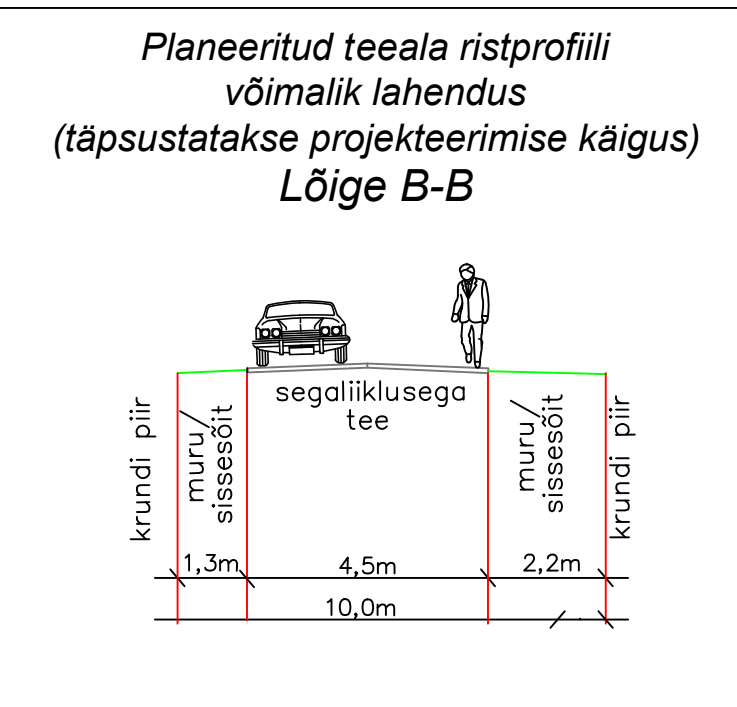 Planeeritud teeala ristprofiili
võimalik lahendus
(täpsustatakse projekteerimise käigus)
Lõige B-B
segaliiklusega
tee
krundi piir
muru/
sissesõit
muru/
sissesõit
krundi piir
1,3m
4,5m
2,2m
10,0m